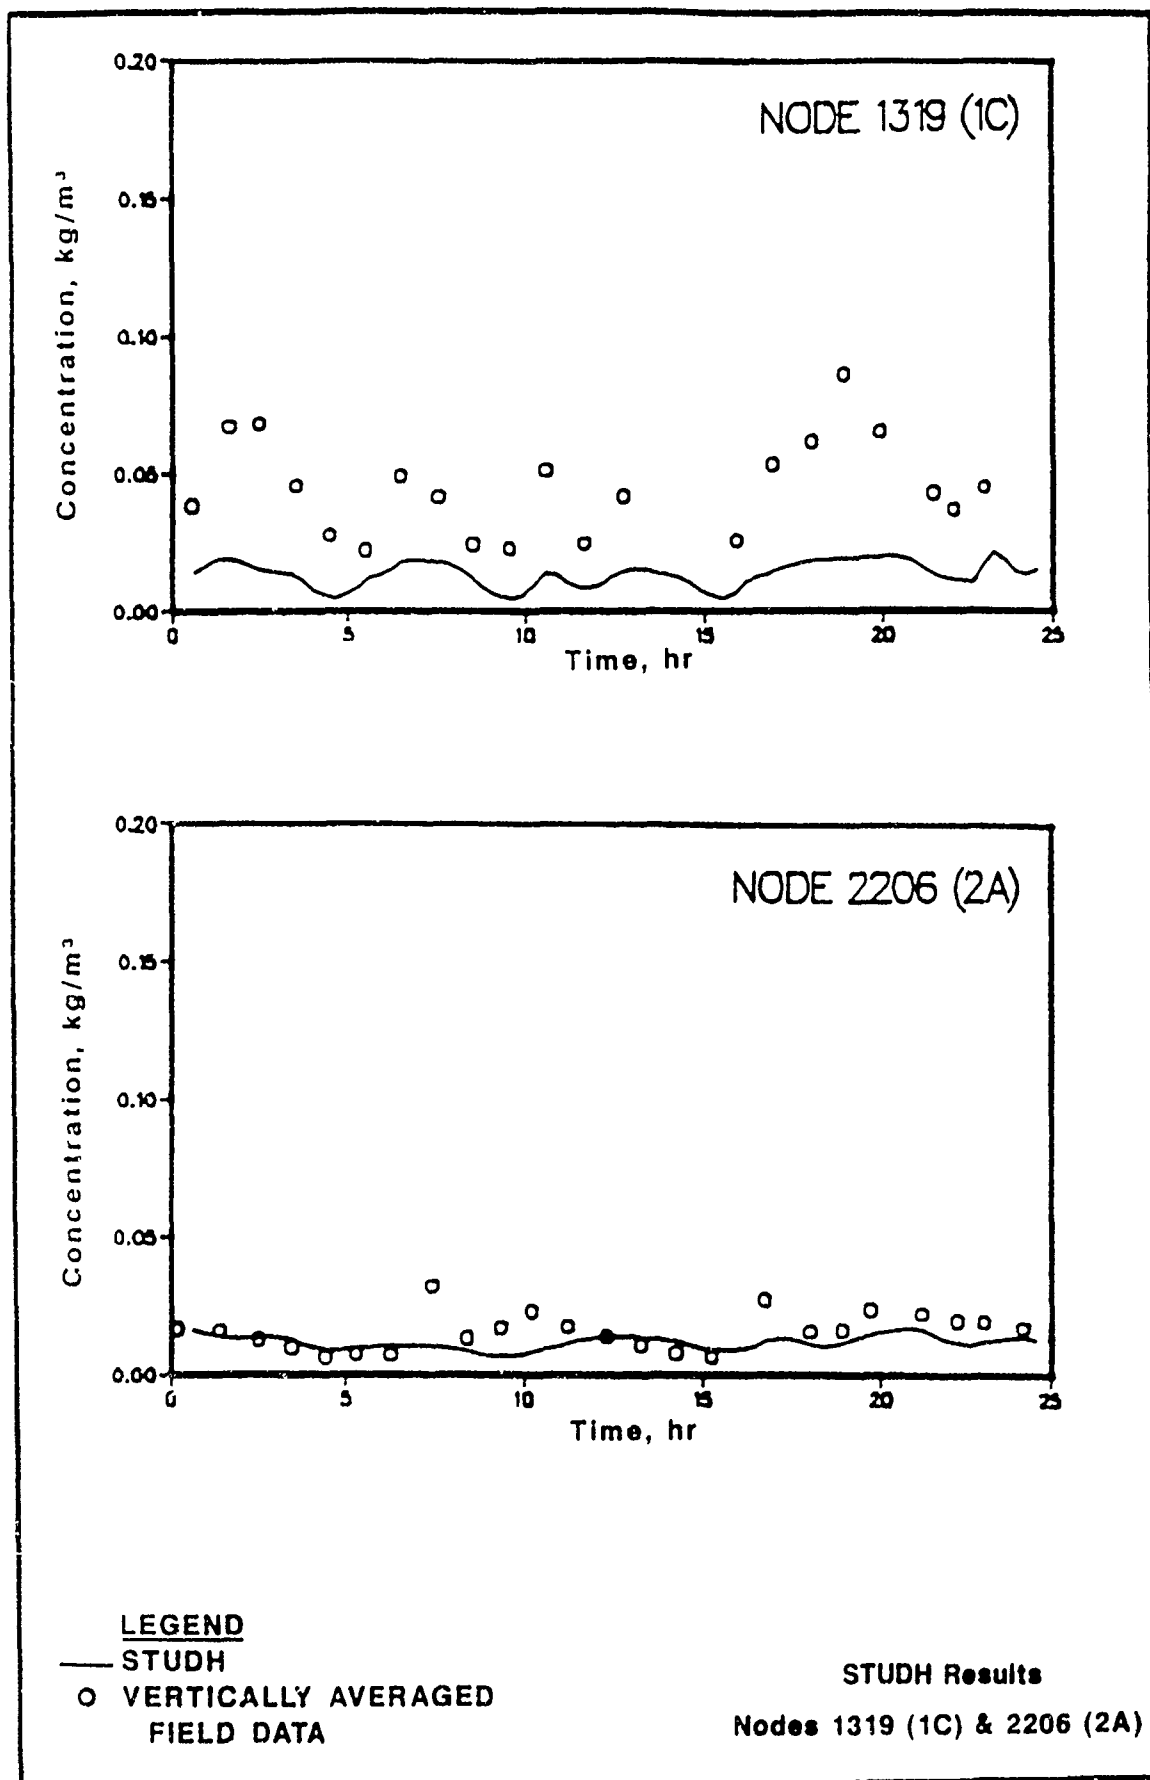 0.20
NODE 1319 (1C)
0.15
0.10
0.05
0.00
Concentration, kg/m³
0 5 10 15 20 25
Time, hr
0.20
NODE 2206 (2A)
0.15
0.10
0.05
0.00
Concentration, kg/m³
0 5 10 15 20 25
Time, hr
LEGEND
STUDH
VERTICALLY AVERAGED
FIELD DATA
STUDH Results
Nodes 1319 (1C) & 2206 (2A)